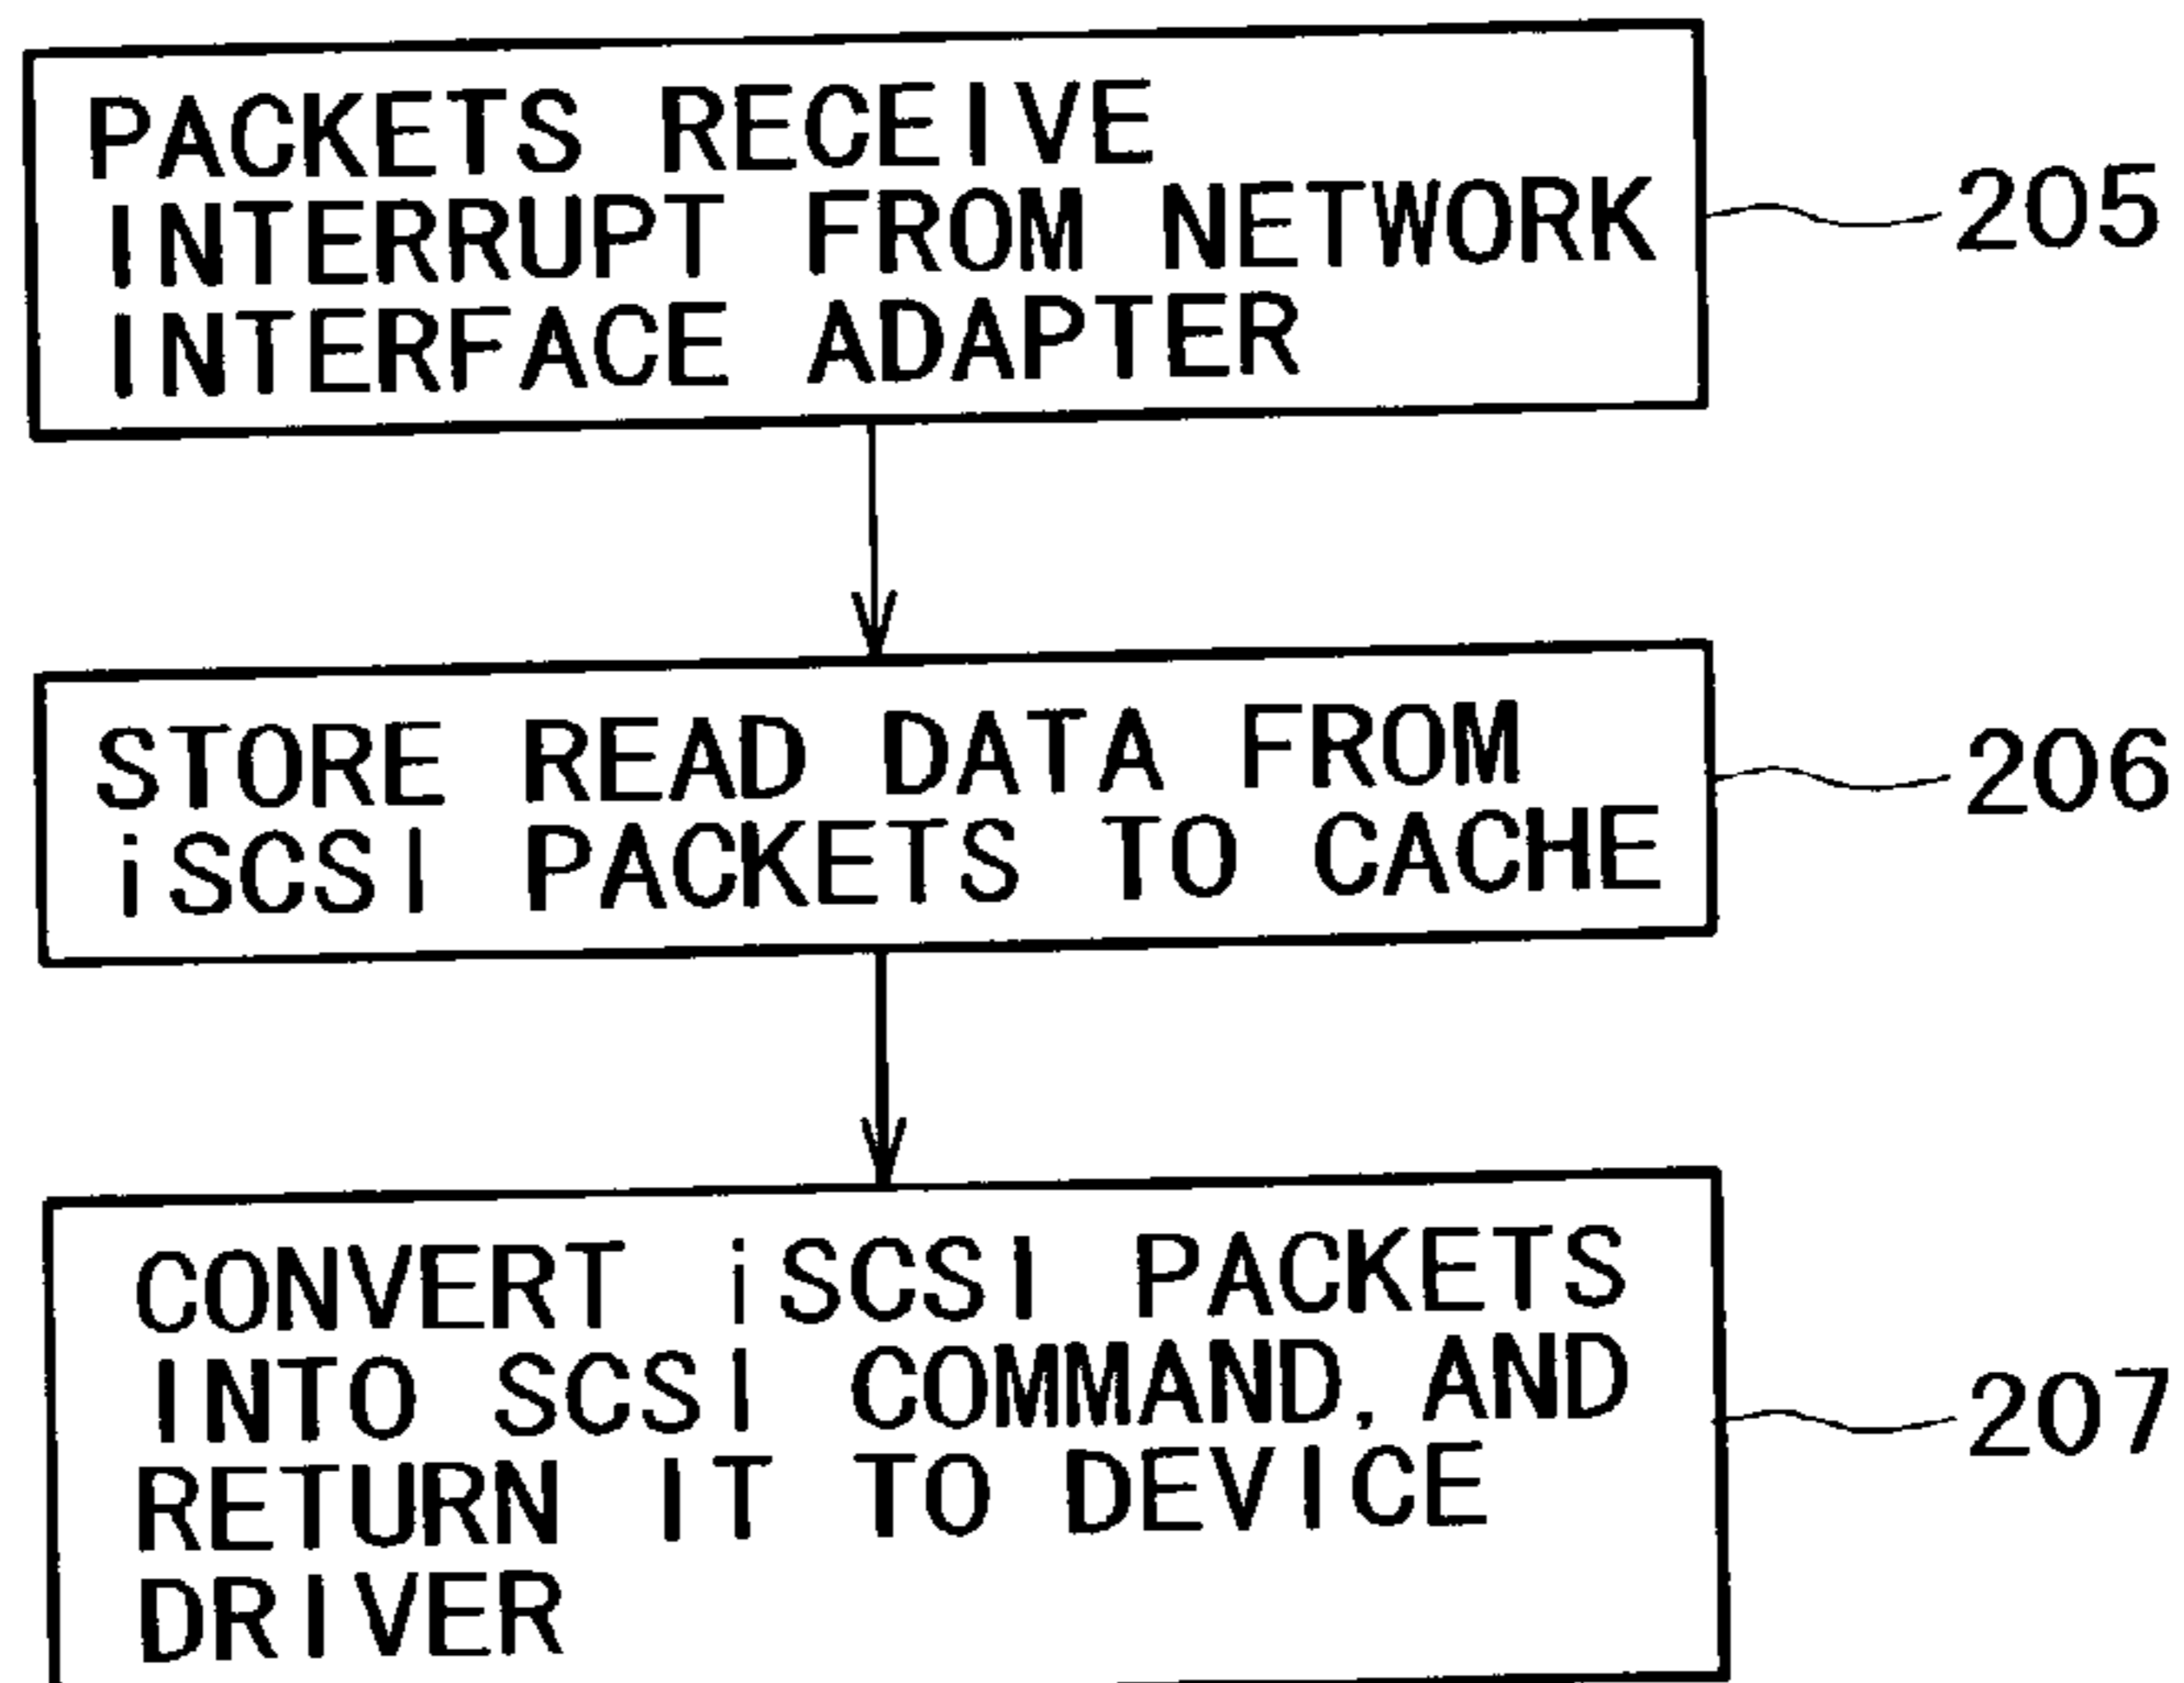 PACKETS RECEIVE
INTERRUPT FROM NETWORK
INTERFACE ADAPTER
205
STORE READ DATA FROM
iSCSI PACKETS TO CACHE
206
CONVERT iSCSI PACKETS
INTO SCSI COMMAND, AND
RETURN IT TO DEVICE
DRIVER
207